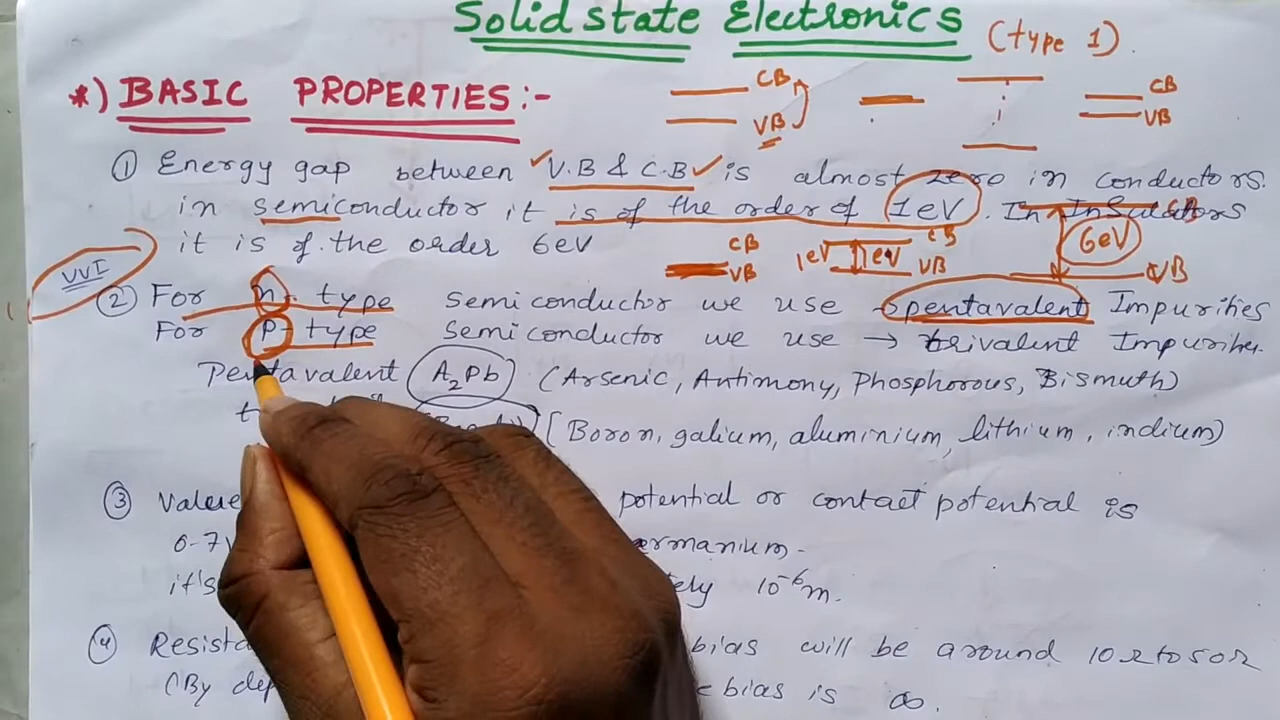 Solid state Electronics
(type 1).
*) BASIC PROPERTIES:-
CB
VB
CB
VB
① Energy gap between V.B & C.B is almost zero in conductors.
in semiconductor it is of the order of 1eV. In Insulators
it is of the order 6eV
CB
VB
1eV 1eV CB
VB
6eV
VB
VVI
② For n- type semiconductor we use → pentavalent Impurities
For P- type semiconductor we use → trivalent Impurities.
Pentavalent (A2Pb) (Arsenic, Antimony, Phosphorous, Bismuth)
[Boron, galium, aluminium, lithium, indium)
③ potential or contact potential is
0.7
it's 10⁻⁶m.
④ bias will be around 10Ω to 50Ω
(By bias is ∞.